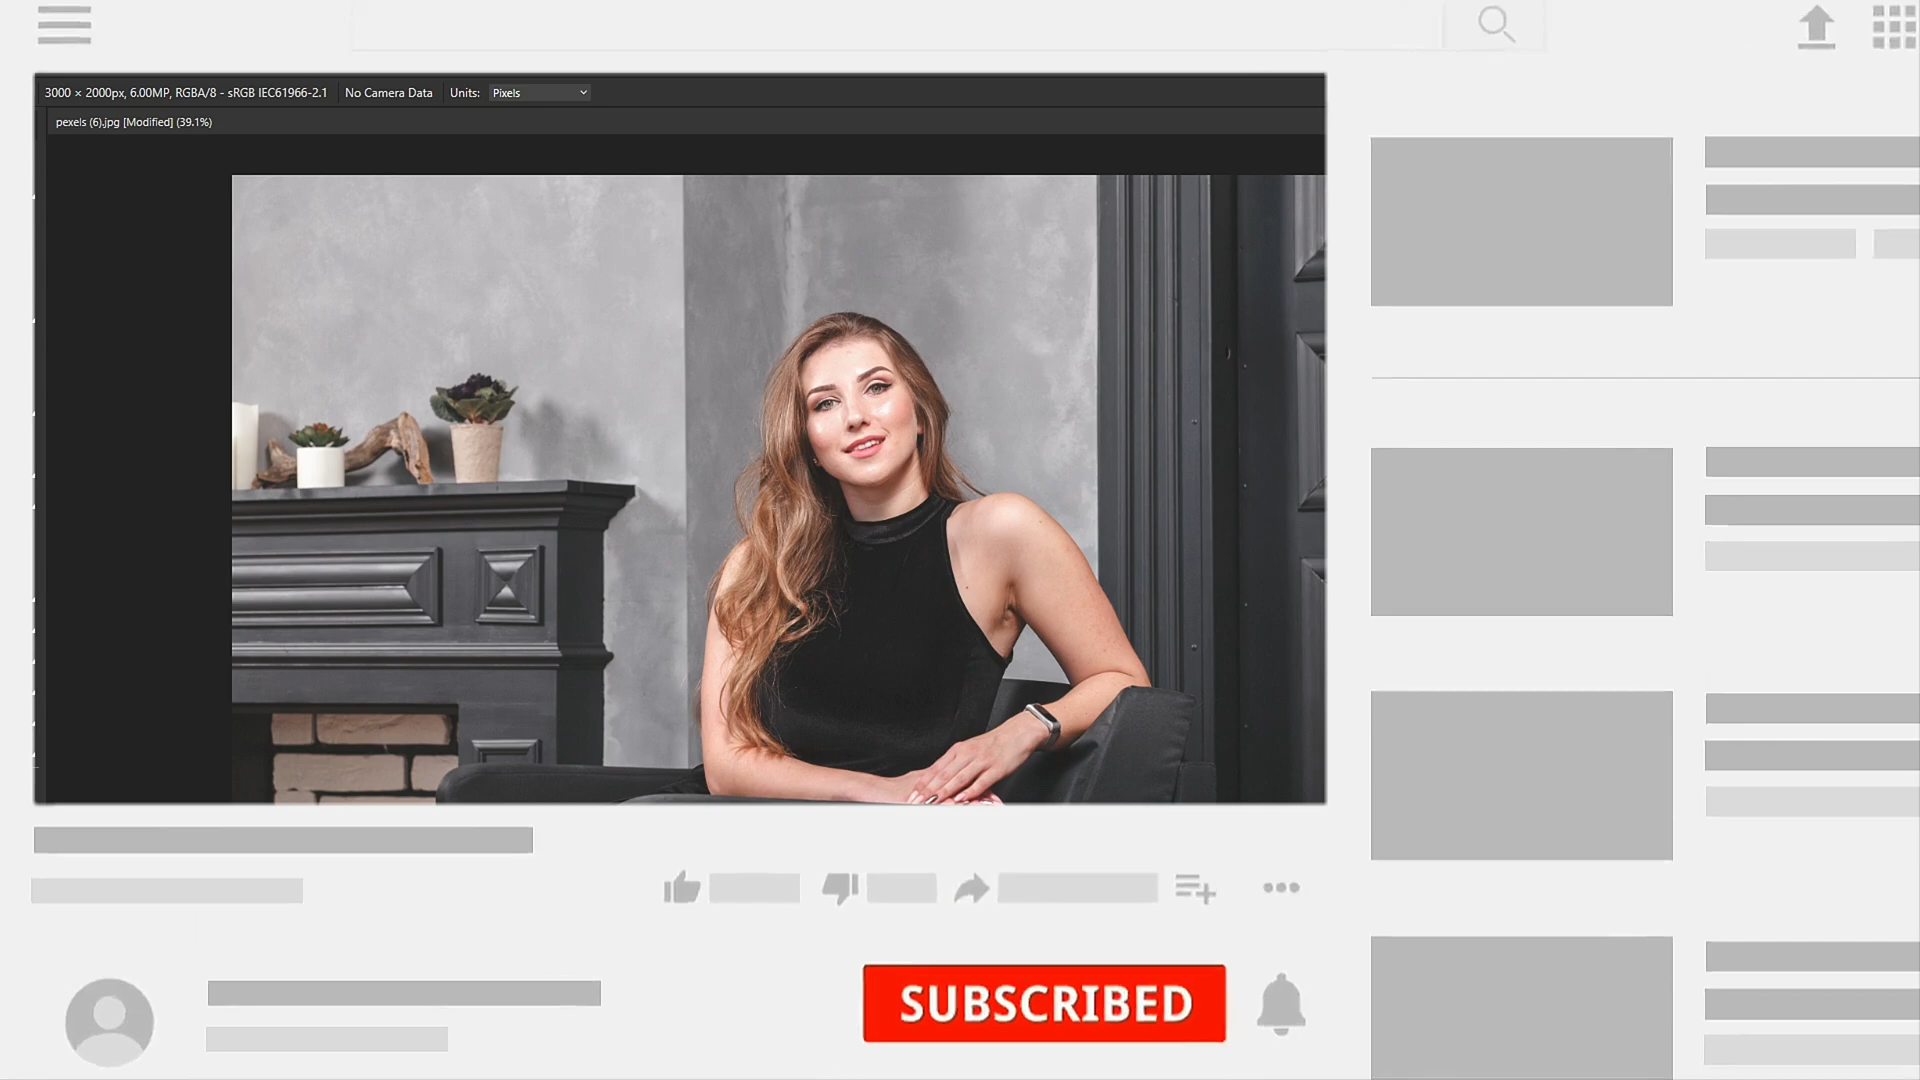 3000 × 2000px, 6.00MP, RGBA/8 - sRGB IEC61966-2.1 No Camera Data Units: Pixels
pexels (6).jpg [Modified] (39.1%)
SUBSCRIBED